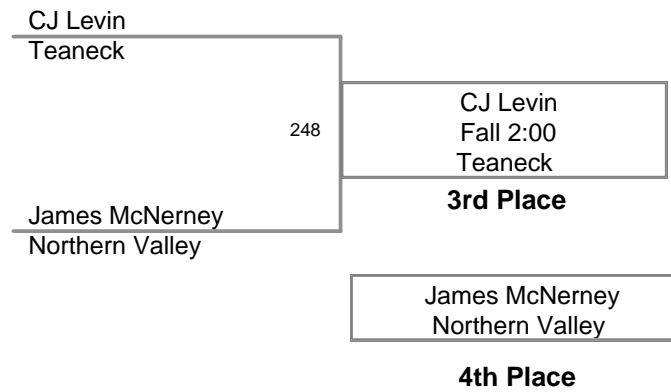 CJ Levin
Teaneck
248
CJ Levin
Fall 2:00
Teaneck
3rd Place
James McNerney
Northern Valley
James McNerney
Northern Valley
4th Place